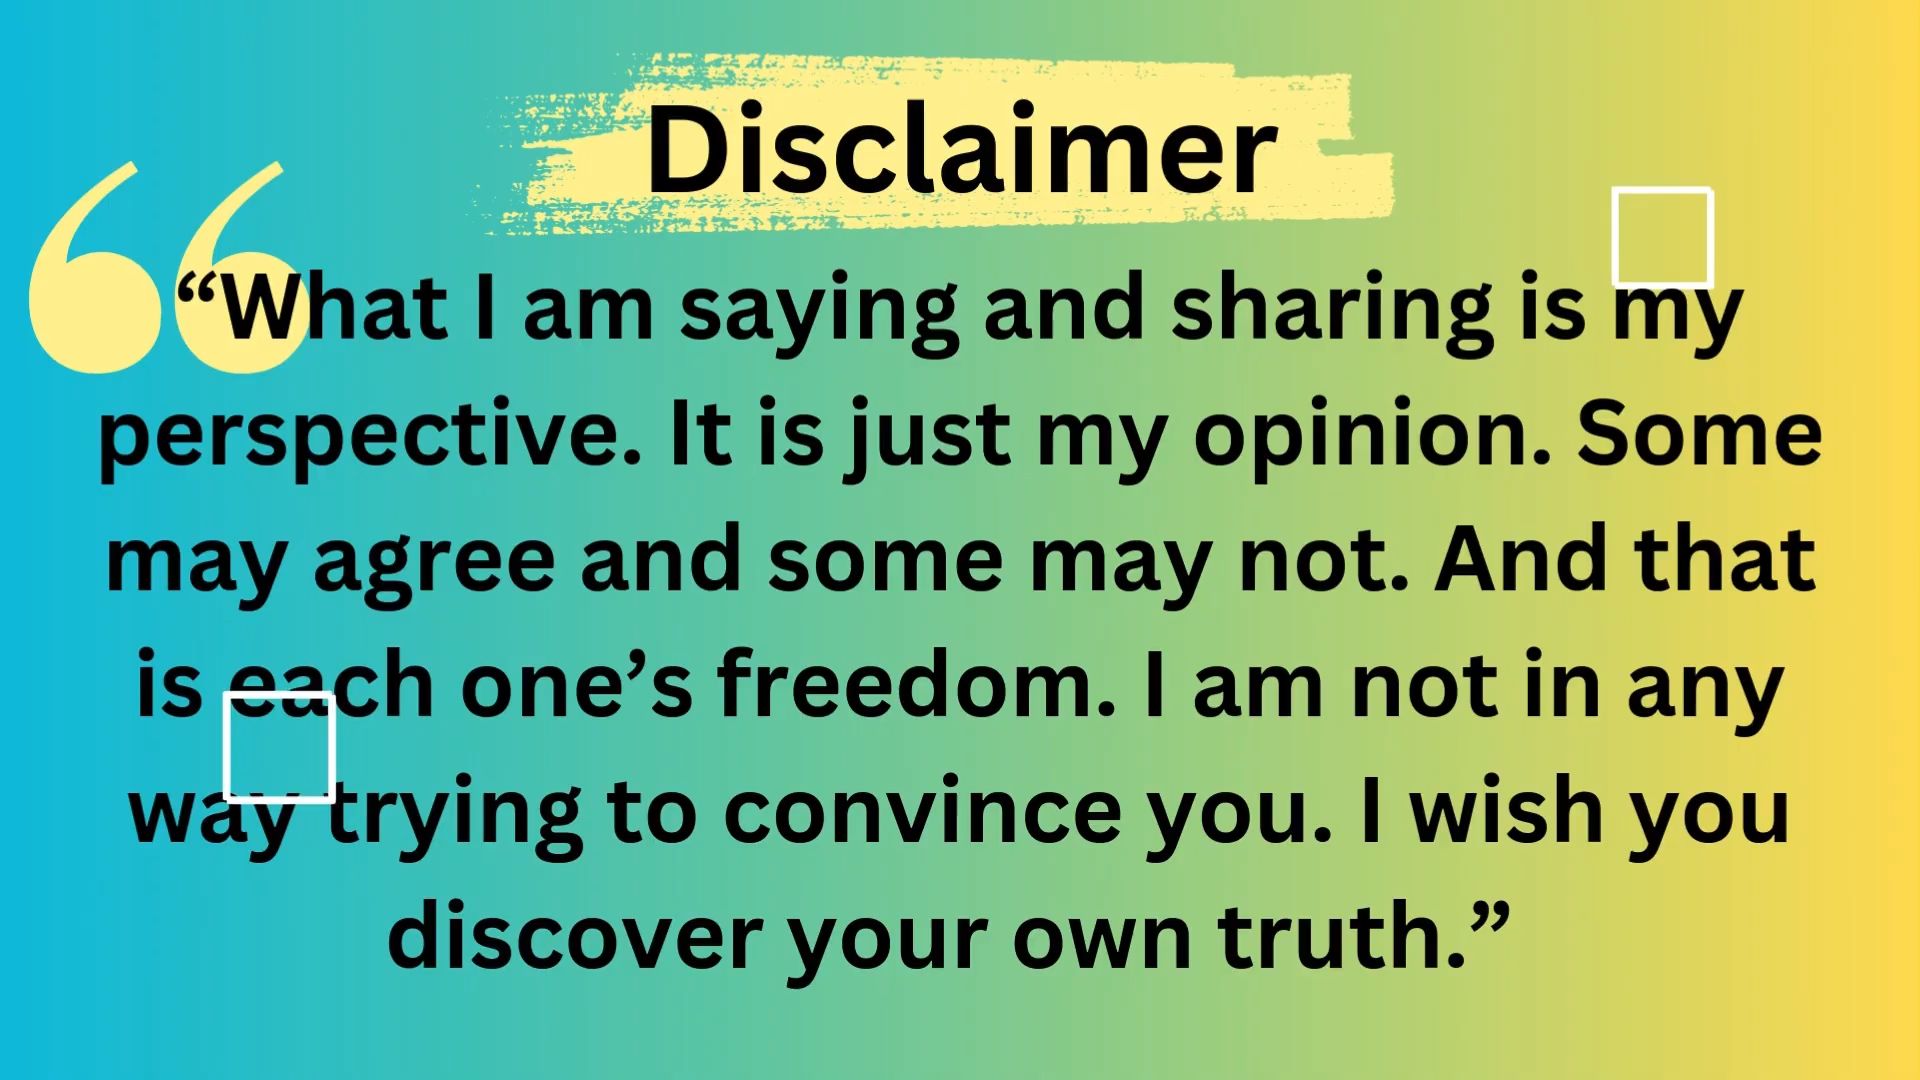 Disclaimer
“What I am saying and sharing is my
perspective. It is just my opinion. Some
may agree and some may not. And that
is each one’s freedom. I am not in any
way trying to convince you. I wish you
discover your own truth.”